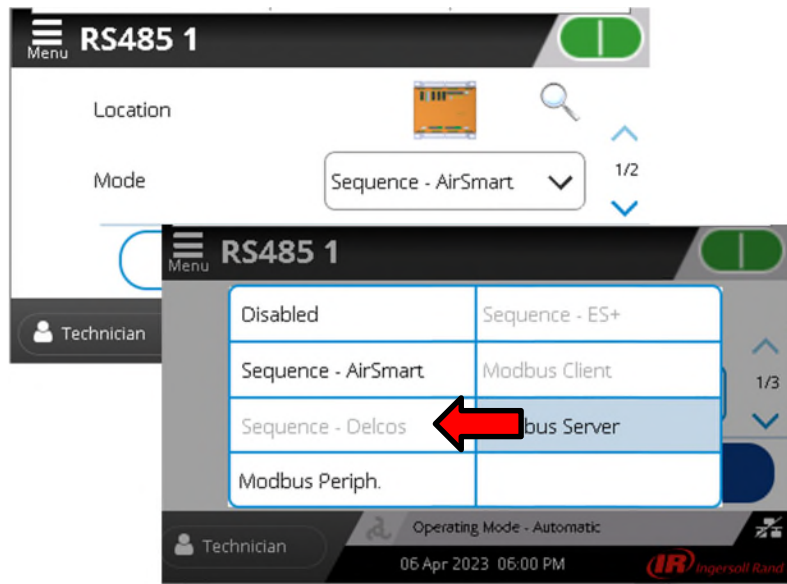 Menu RS485 1
Location
Mode Sequence - AirSmart
1/2
Technician
Menu RS485 1
Disabled Sequence - ES+
Sequence - AirSmart Modbus Client
1/3
Sequence - Delcos bus Server
Modbus Periph.
Operating Mode - Automatic
Technician
06 Apr 2023 06:00 PM
IR Ingersoll Rand